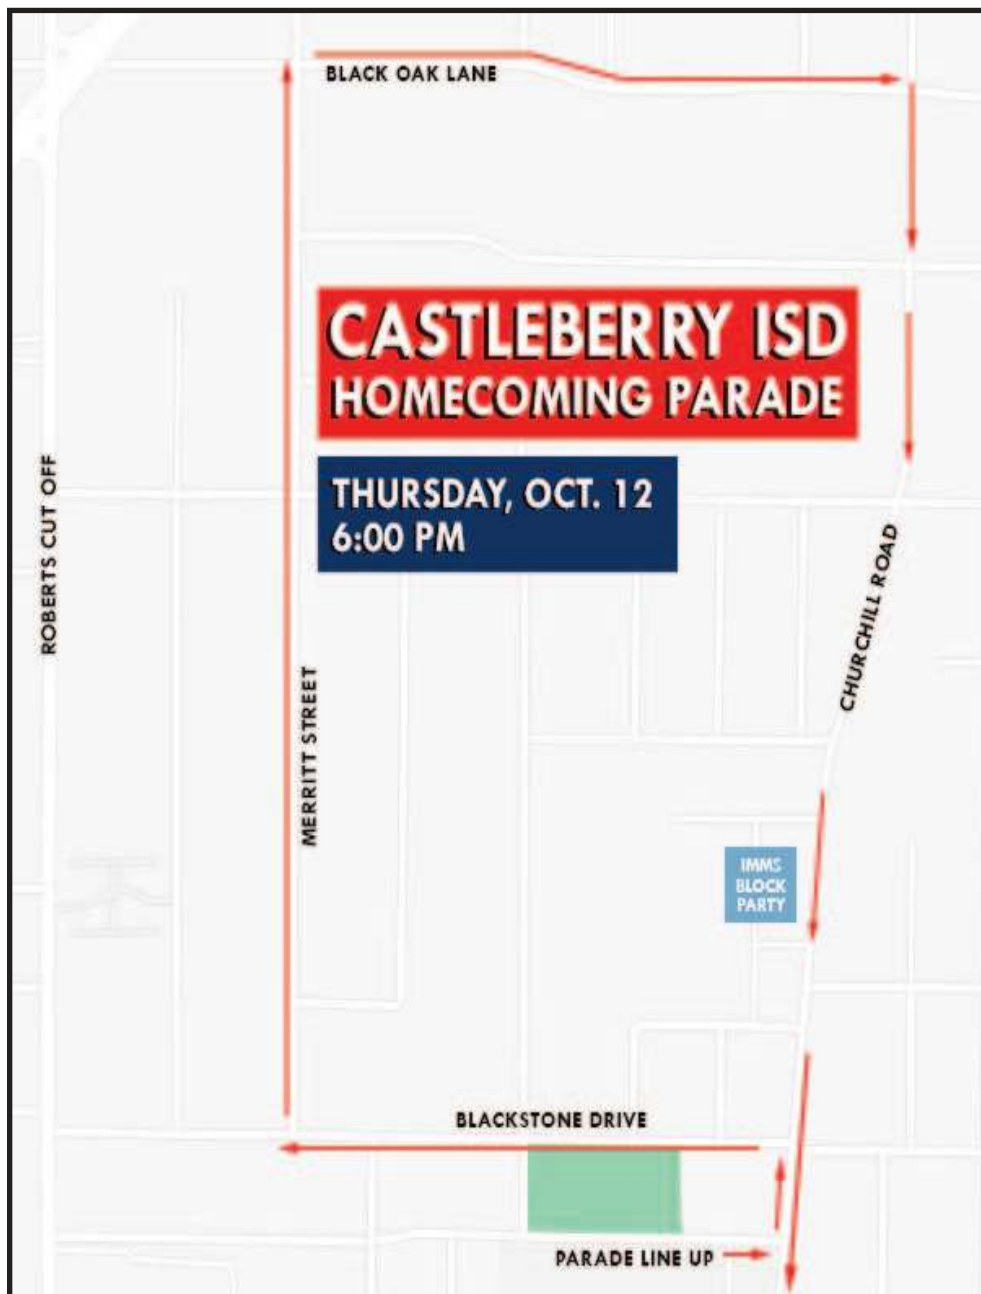 BLACK OAK LANE
CASTLEBERRY ISD
HOMECOMING PARADE
THURSDAY, OCT. 12
6:00 PM
ROBERTS CUT OFF
CHURCHILL ROAD
MERRITT STREET
IMMS
BLOCK
PARTY
BLACKSTONE DRIVE
PARADE LINE UP